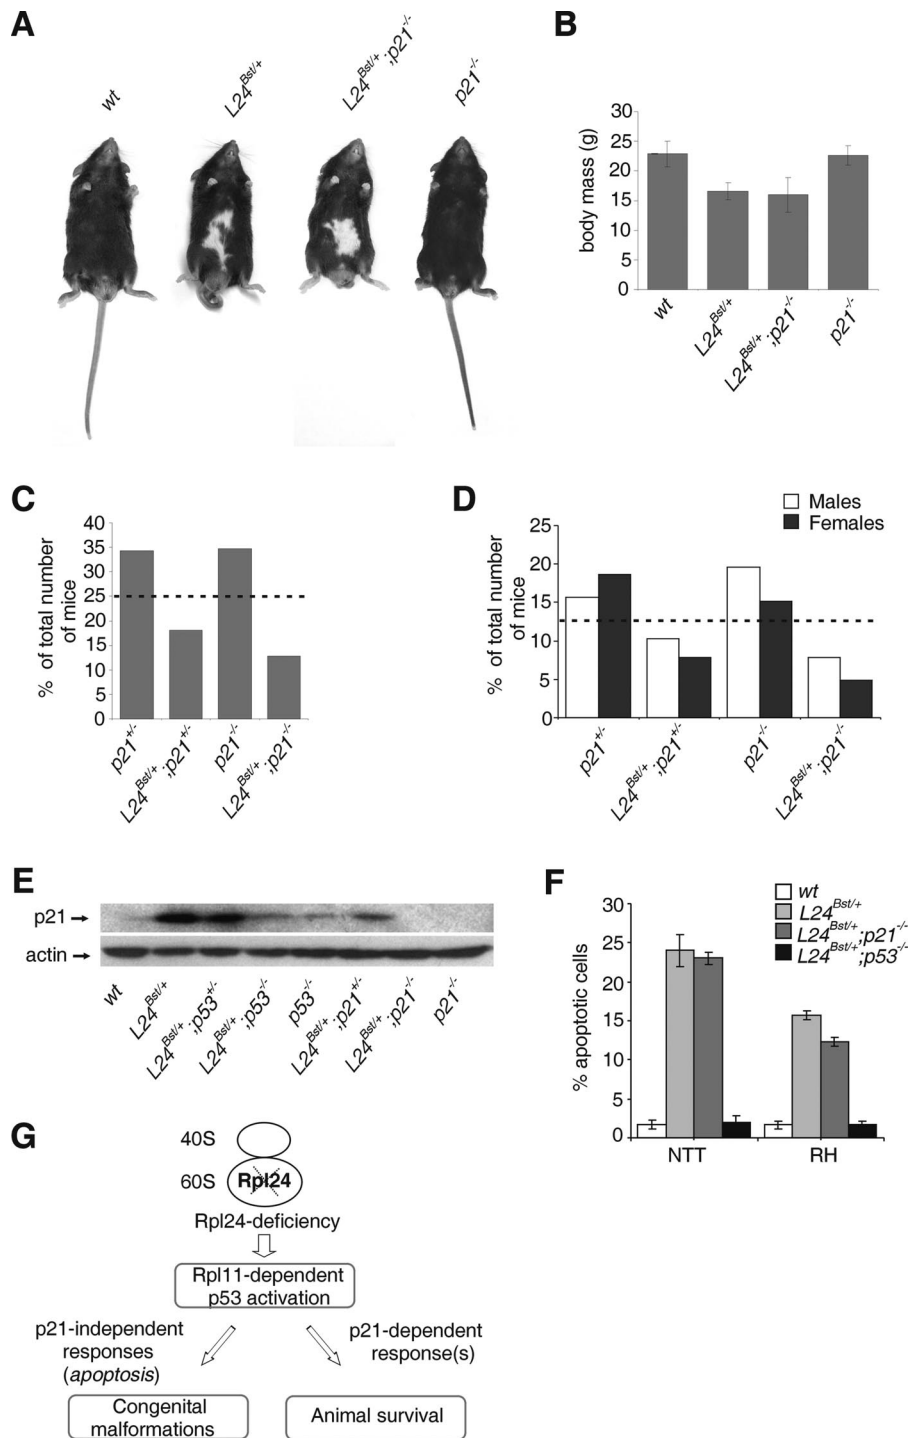 A
wt
L24Bst/+
L24Bst/+;p21-/-
p21-/-
B
body mass (g)
30
25
20
15
10
5
0
wt
L24Bst/+
L24Bst/+;p21-/-
p21-/-
C
% of total number
of mice
40
35
30
25
20
15
10
5
0
p21+/-
L24Bst/+;p21+/-
p21-/-
L24Bst/+;p21-/-
D
Males
Females
% of total number
of mice
25
20
15
10
5
0
p21+/-
L24Bst/+;p21+/-
p21-/-
L24Bst/+;p21-/-
E
p21
actin
wt
L24Bst/+
L24Bst/+;p53+/-
L24Bst/+;p53-/-
p53-/-
L24Bst/+;p21+/-
L24Bst/+;p21-/-
p21-/-
F
wt
L24Bst/+
L24Bst/+;p21-/-
L24Bst/+;p53-/-
% apoptotic cells
30
25
20
15
10
5
0
NTT
RH
G
40S
60S
Rpl24
Rpl24-deficiency
Rpl11-dependent
p53 activation
p21-independent
responses
(apoptosis)
p21-dependent
response(s)
Congenital
malformations
Animal survival